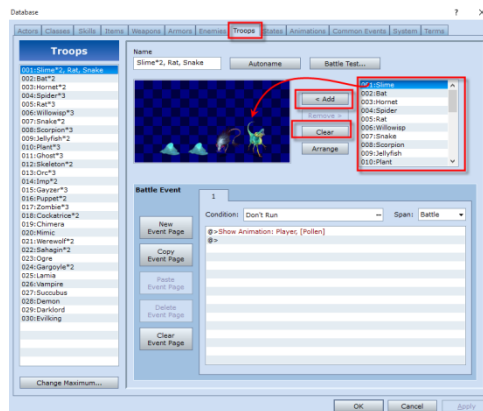 Database
? ×
Actors Classes Skills Items Weapons Armors Enemies Troops States Animations Common Events System Terms
Troops
001:Slime*2, Rat, Snake
002:Bat*2
003:Hornet*2
004:Spider*3
005:Rat*3
006:Willowisp*3
007:Snake*2
008:Scorpion*3
009:Jellyfish*2
010:Plant*3
011:Ghost*3
012:Skeleton*2
013:Orc*3
014:Imp*2
015:Gayzer*3
016:Puppet*2
017:Zombie*3
018:Cockatrice*2
019:Chimera
020:Mimic
021:Werewolf*2
022:Sahagin*2
023:Ogre
024:Gargoyle*2
025:Lamia
026:Vampire
027:Succubus
028:Demon
029:Darklord
030:Evilking
Change Maximum...
Name
Slime*2, Rat, Snake
Autoname
Battle Test...
< Add
Remove >
Clear
Arrange
001:Slime
002:Bat
003:Hornet
004:Spider
005:Rat
006:Willowisp
007:Snake
008:Scorpion
009:Jellyfish
010:Plant
Battle Event
1
New
Event Page
Copy
Event Page
Paste
Event Page
Delete
Event Page
Clear
Event Page
Condition: Don't Run
Span: Battle
@>Show Animation: Player, [Pollen]
@>
OK Cancel Apply